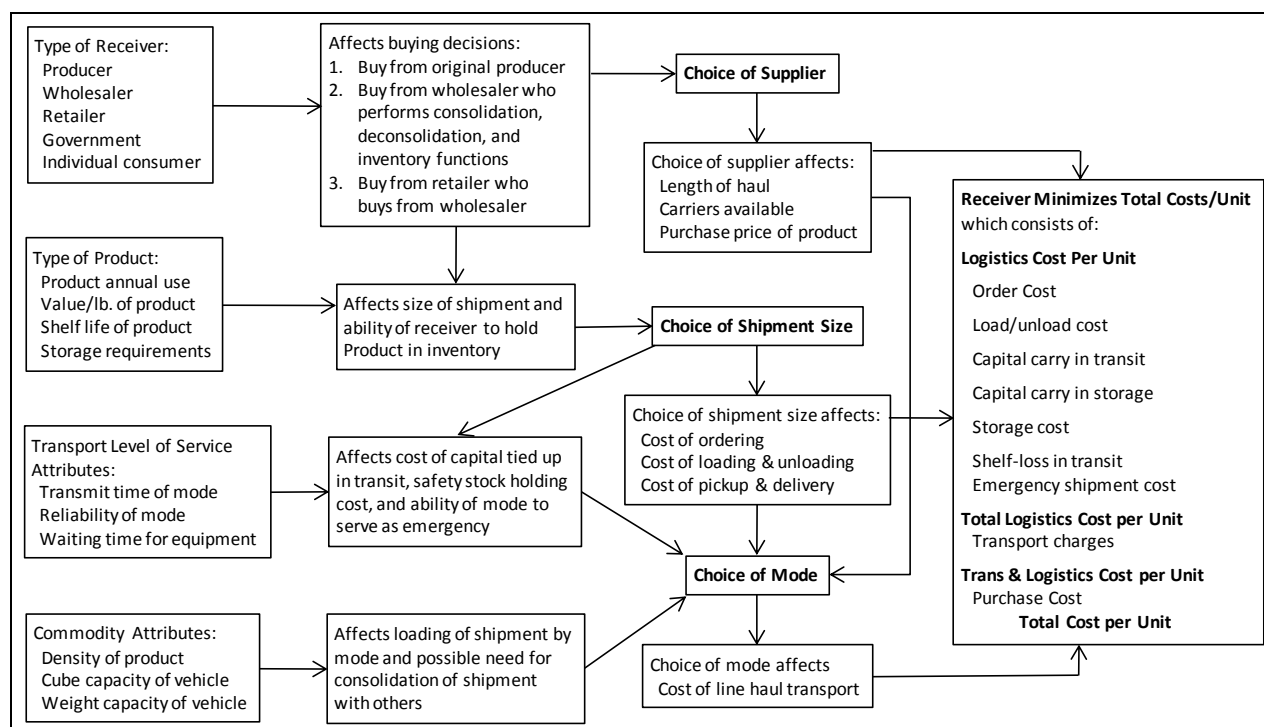 Type of Receiver:
Producer
Wholesaler
Retailer
Government
Individual consumer
Affects buying decisions:
1. Buy from original producer
2. Buy from wholesaler who
performs consolidation,
deconsolidation, and
inventory functions
3. Buy from retailer who
buys from wholesaler
Choice of Supplier
Choice of supplier affects:
Length of haul
Carriers available
Purchase price of product
Type of Product:
Product annual use
Value/lb. of product
Shelf life of product
Storage requirements
Affects size of shipment and
ability of receiver to hold
Product in inventory
Choice of Shipment Size
Choice of shipment size affects:
Cost of ordering
Cost of loading & unloading
Cost of pickup & delivery
Transport Level of Service
Attributes:
Transmit time of mode
Reliability of mode
Waiting time for equipment
Affects cost of capital tied up
in transit, safety stock holding
cost, and ability of mode to
serve as emergency
Choice of Mode
Commodity Attributes:
Density of product
Cube capacity of vehicle
Weight capacity of vehicle
Affects loading of shipment by
mode and possible need for
consolidation of shipment
with others
Choice of mode affects
Cost of line haul transport
Receiver Minimizes Total Costs/Unit
which consists of:
Logistics Cost Per Unit
Order Cost
Load/unload cost
Capital carry in transit
Capital carry in storage
Storage cost
Shelf-loss in transit
Emergency shipment cost
Total Logistics Cost per Unit
Transport charges
Trans & Logistics Cost per Unit
Purchase Cost
Total Cost per Unit